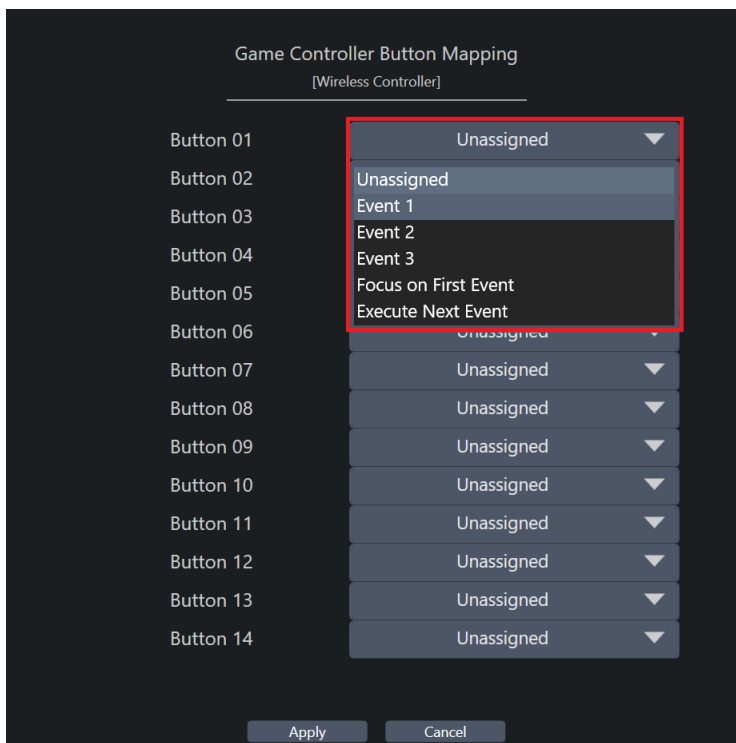 Game Controller Button Mapping
[Wireless Controller]
Button 01 Unassigned
Button 02 Unassigned
Button 03 Event 1
Event 2
Button 04 Event 3
Button 05 Focus on First Event
Execute Next Event
Button 06 Unassigned
Button 07 Unassigned
Button 08 Unassigned
Button 09 Unassigned
Button 10 Unassigned
Button 11 Unassigned
Button 12 Unassigned
Button 13 Unassigned
Button 14 Unassigned
Apply Cancel